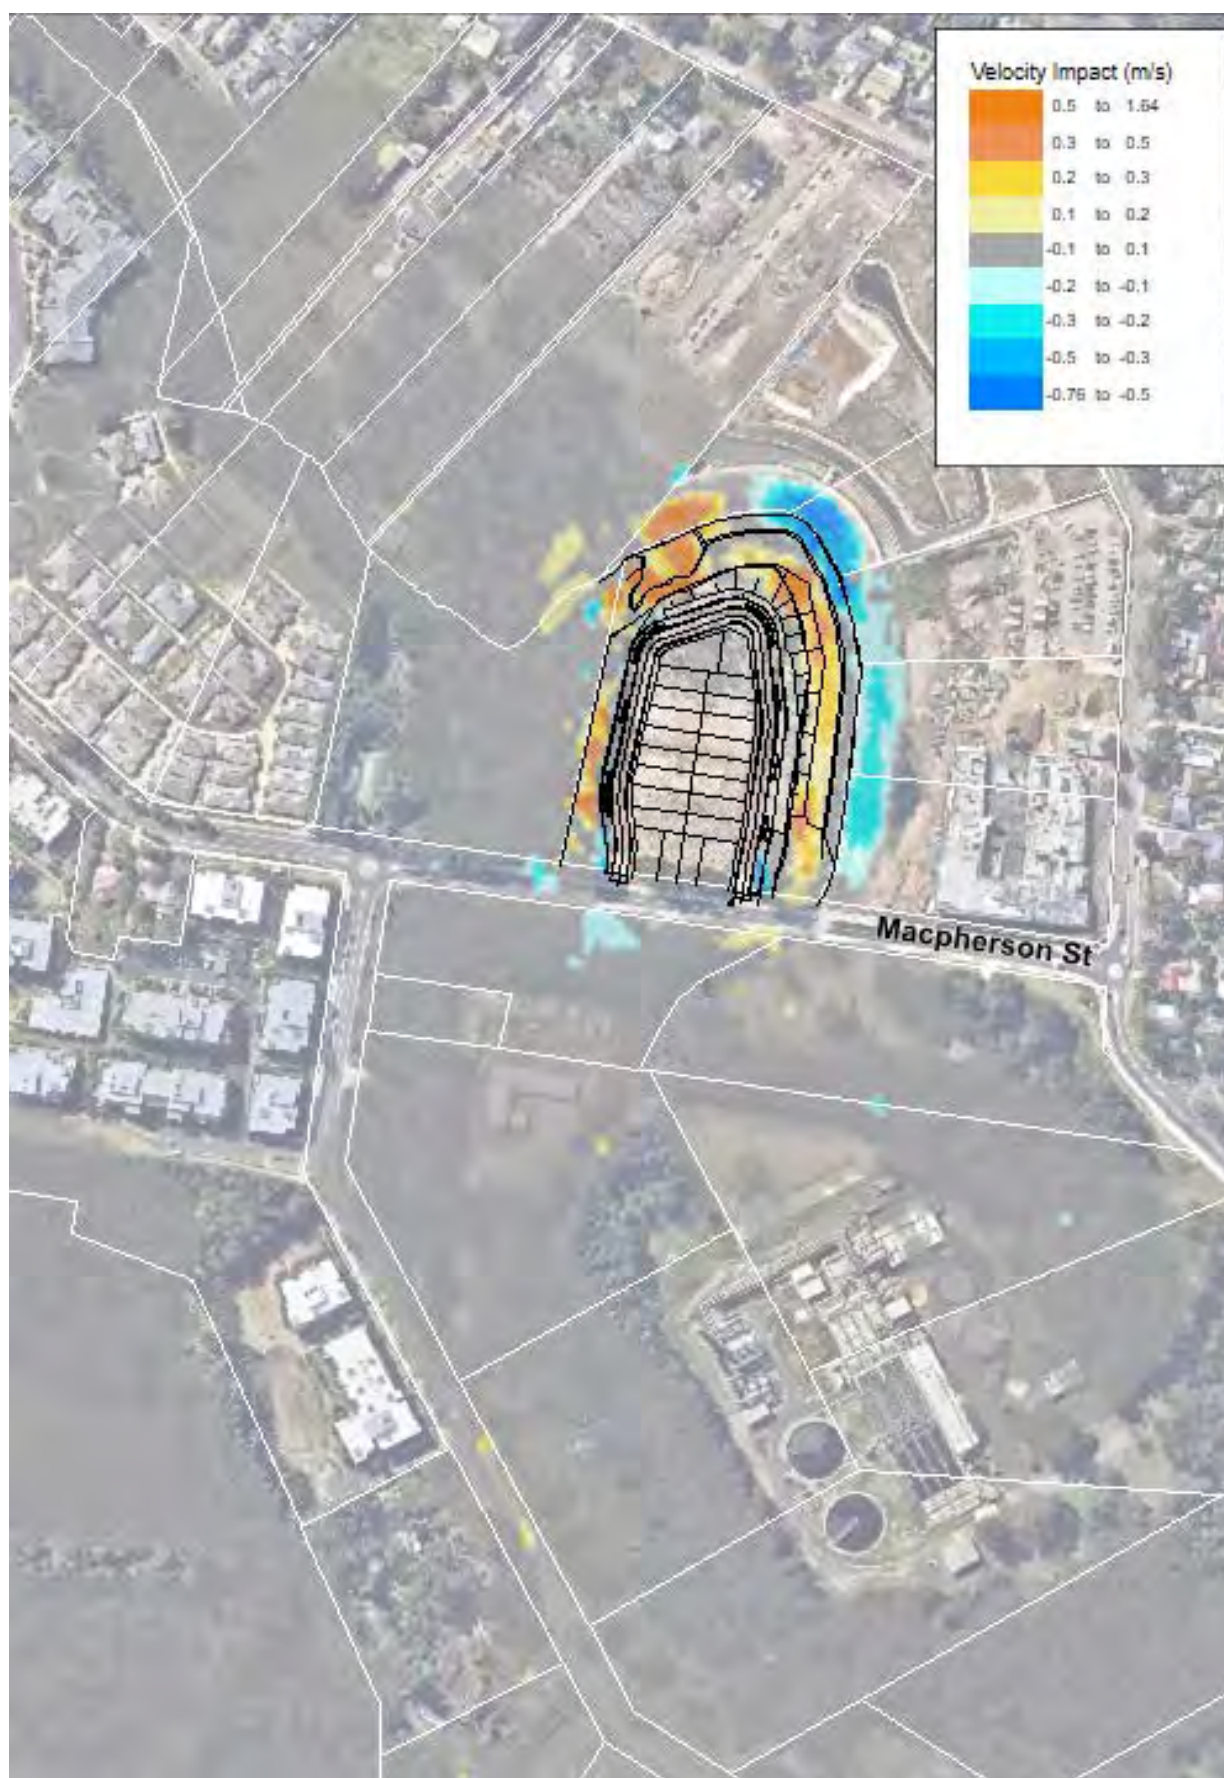 Velocity Impact (m/s)
0.5 to 1.64
0.3 to 0.5
0.2 to 0.3
0.1 to 0.2
-0.1 to 0.1
-0.2 to -0.1
-0.3 to -0.2
-0.5 to -0.3
-0.76 to -0.5
Macpherson St